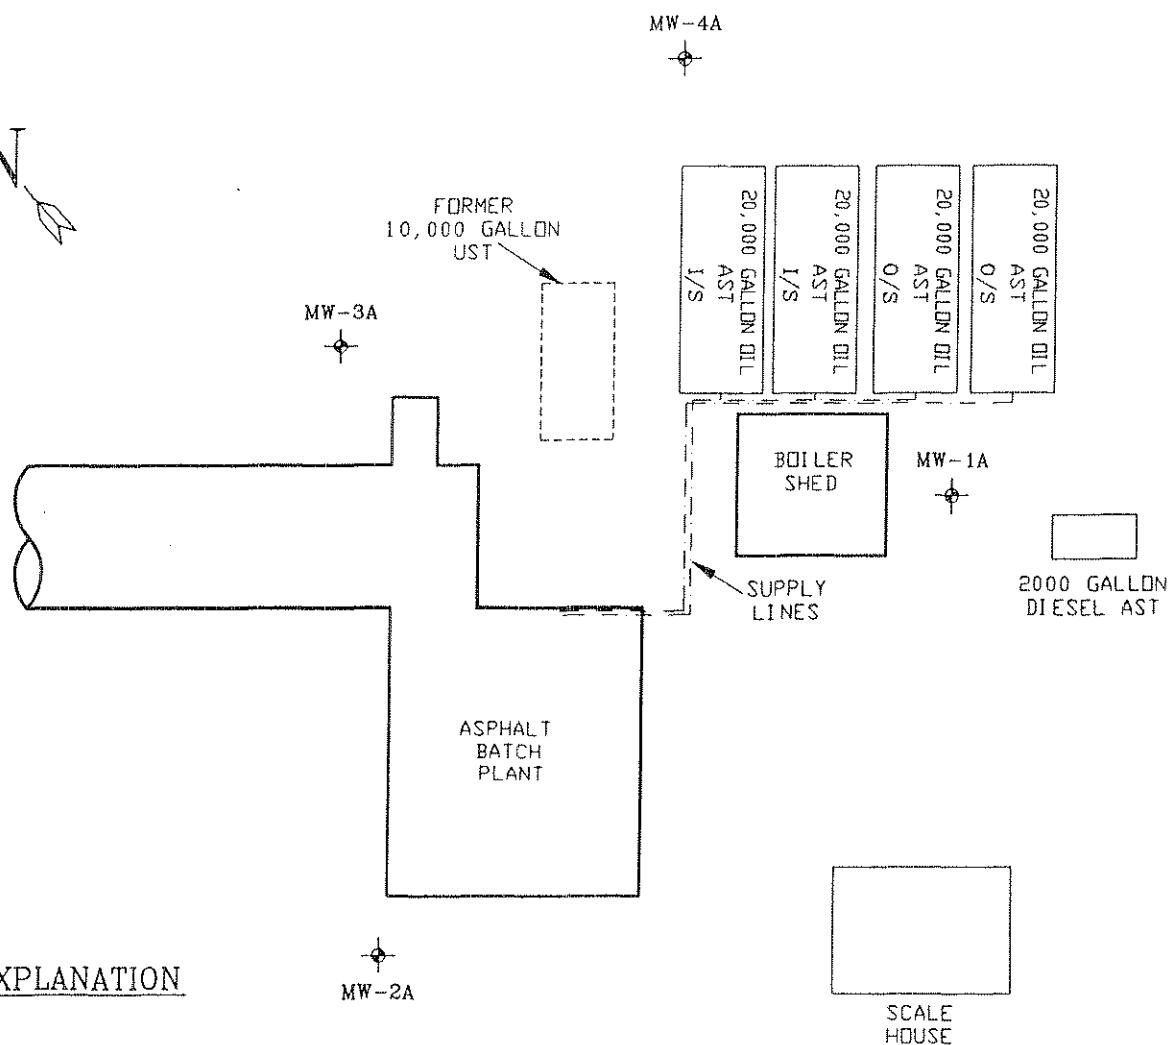 MW-4A
N
FORMER
10,000 GALLON
UST
20,000 GALLON OIL
AST
I/S
20,000 GALLON OIL
AST
I/S
20,000 GALLON OIL
AST
O/S
20,000 GALLON OIL
AST
O/S
MW-3A
BOILER
SHED
MW-1A
SUPPLY
LINES
2000 GALLON
DIESEL AST
ASPHALT
BATCH
PLANT
XPLANATION
MW-2A
SCALE
HOUSE